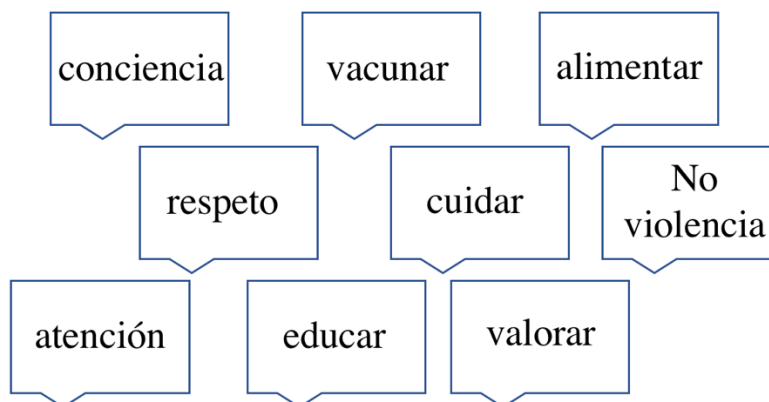 conciencia
vacunar
alimentar
respeto
cuidar
No
violencia
atención
educar
valorar